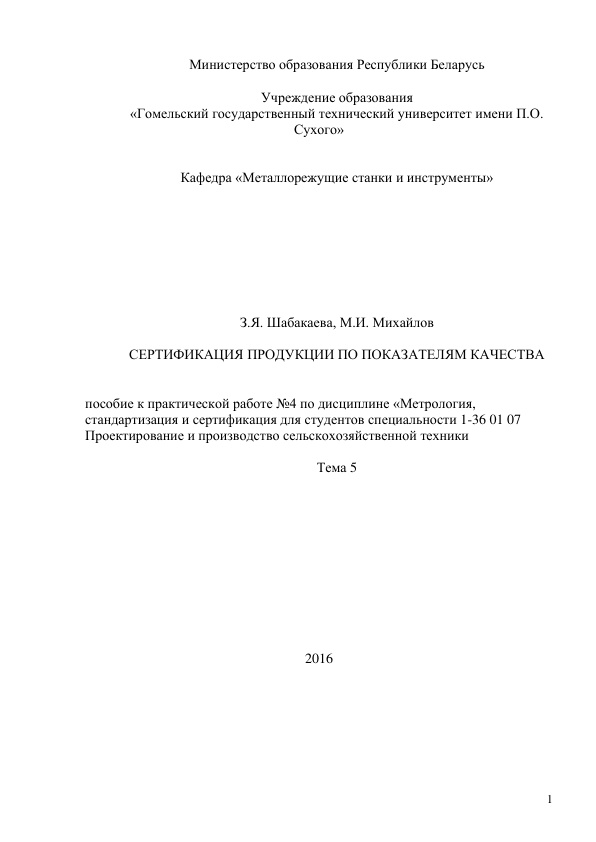 Министерство образования Республики Беларусь
Учреждение образования
«Гомельский государственный технический университет имени П.О.
Сухого»
Кафедра «Металлорежущие станки и инструменты»
З.Я. Шабакаева, М.И. Михайлов
СЕРТИФИКАЦИЯ ПРОДУКЦИИ ПО ПОКАЗАТЕЛЯМ КАЧЕСТВА
пособие к практической работе №4 по дисциплине «Метрология,
стандартизация и сертификация для студентов специальности 1-36 01 07
Проектирование и производство сельскохозяйственной техники
Тема 5
2016
1